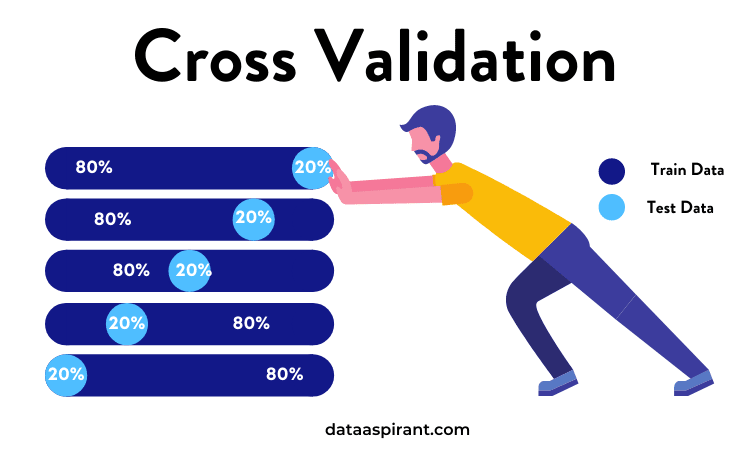 Cross Validation
80% 20%
80% 20%
80% 20%
20% 80%
20% 80%
Train Data
Test Data
dataaspirant.com